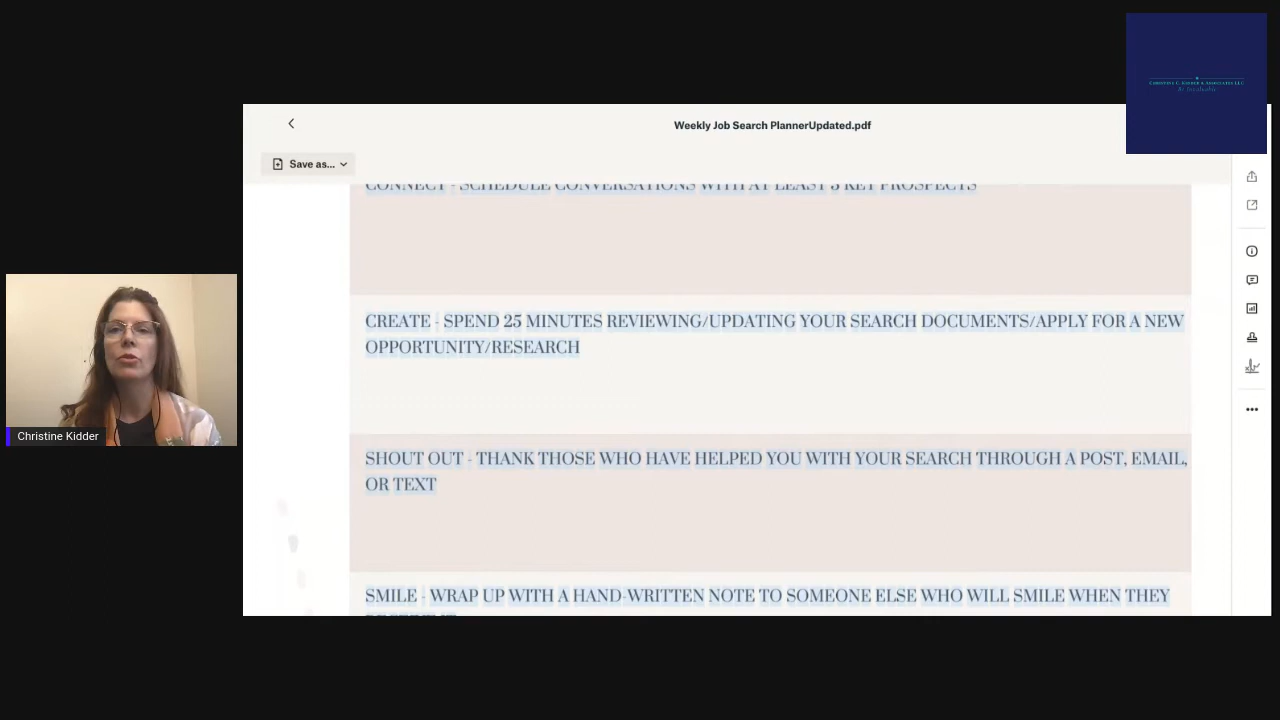 Weekly Job Search PlannerUpdated.pdf
Save as...
CONNECT - SCHEDULE CONVERSATIONS WITH AT LEAST 3 KEY PROSPECTS
CREATE - SPEND 25 MINUTES REVIEWING/UPDATING YOUR SEARCH DOCUMENTS/APPLY FOR A NEW
OPPORTUNITY/RESEARCH
SHOUT OUT - THANK THOSE WHO HAVE HELPED YOU WITH YOUR SEARCH THROUGH A POST, EMAIL,
OR TEXT
SMILE - WRAP UP WITH A HAND-WRITTEN NOTE TO SOMEONE ELSE WHO WILL SMILE WHEN THEY
Christine Kidder